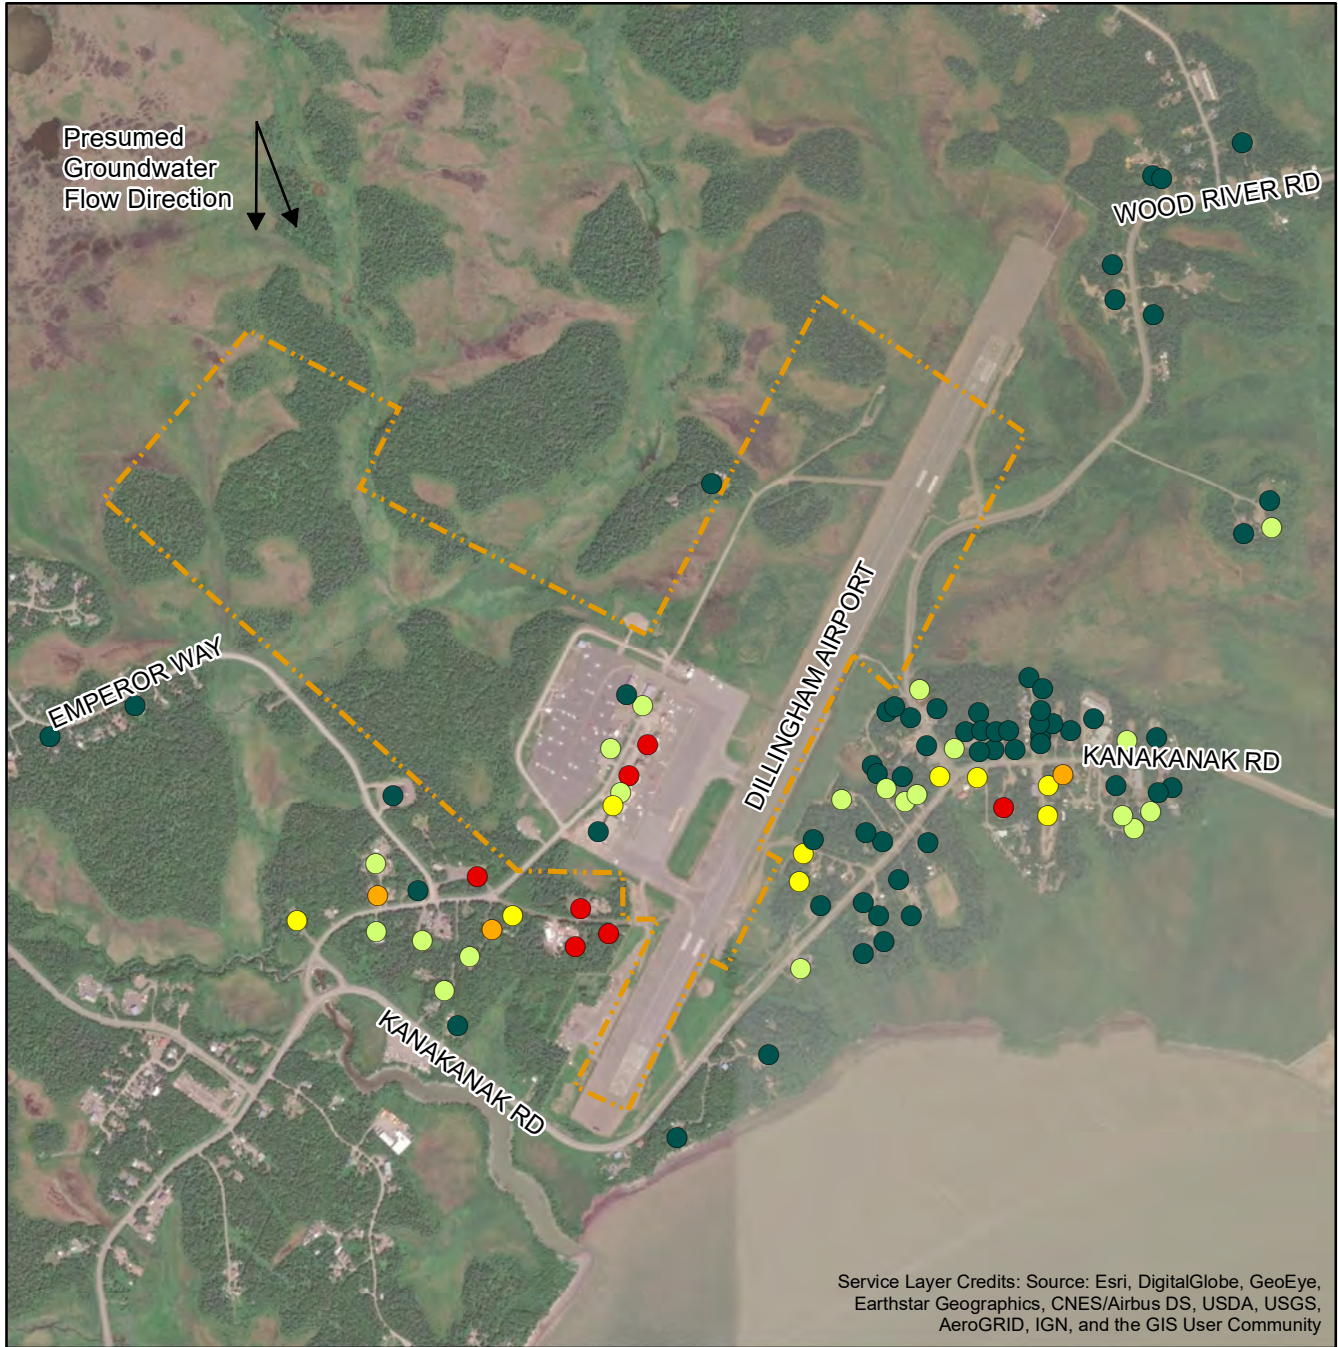 Presumed
Groundwater
Flow Direction
WOOD RIVER RD
EMPEROR WAY
DILLINGHAM AIRPORT
KANAKANAK RD
KANAKANAK RD
Service Layer Credits: Source: Esri, DigitalGlobe, GeoEye,
Earthstar Geographics, CNES/Airbus DS, USDA, USGS,
AeroGRID, IGN, and the GIS User Community